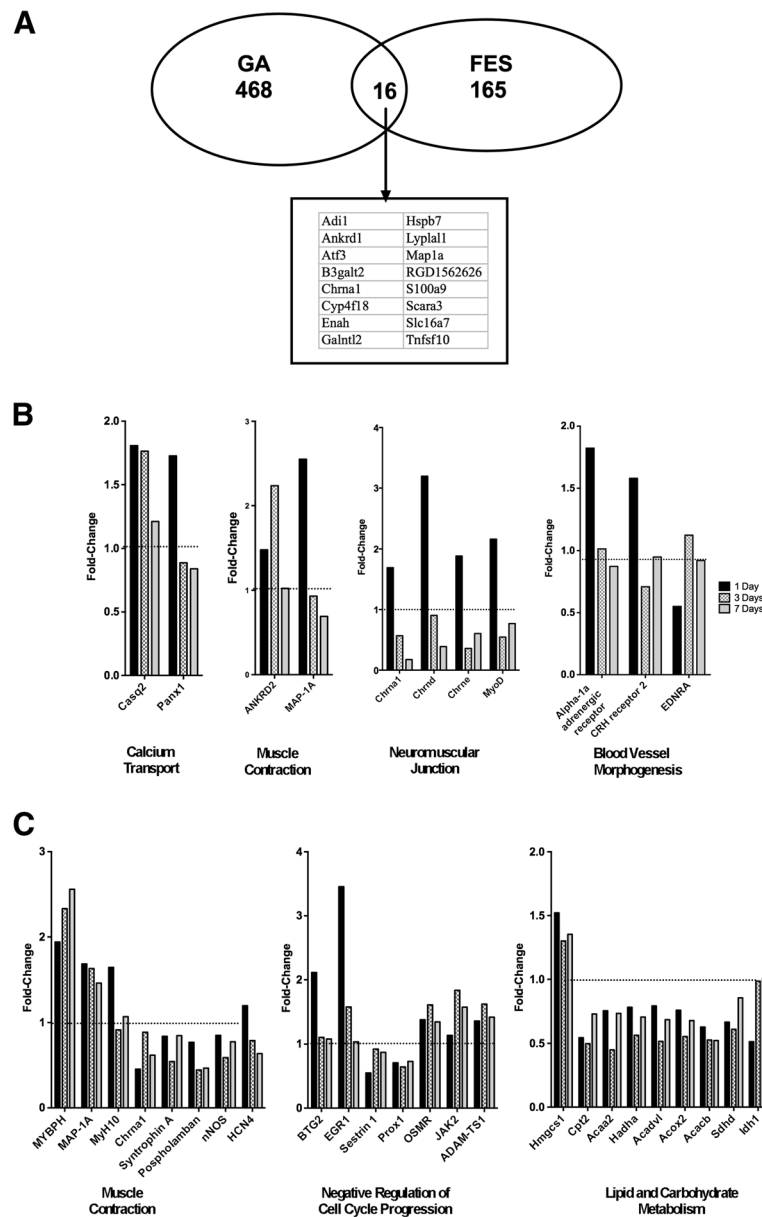 A
GA
468
16
FES
165
Adi1 Hspb7
Ankrd1 Lyplal1
Atf3 Map1a
B3galt2 RGD1562626
Chrna1 S100a9
Cyp4f18 Scara3
Enah Slc16a7
Galntl2 Tnfsf10
B
Fold-Change
2.0
1.5
1.0
0.5
0.0
Casq2
Panx1
Calcium
Transport
Fold-Change
3
2
1
0
ANKRD2
MAP-1A
Muscle
Contraction
Fold-Change
4
3
2
1
0
Chrna1
Chrnd
Chrne
MyoD
Neuromuscular
Junction
Fold-Change
2.0
1.5
1.0
0.5
0.0
Alpha-1a
adrenergic
receptor
CRH receptor 2
EDNRA
Blood Vessel
Morphogenesis
1 Day
3 Days
7 Days
C
Fold-Change
3
2
1
0
MYBPH
MAP-1A
MyH10
Chrna1
Syntrophin A
Pospholamban
nNOS
HCN4
Muscle
Contraction
Fold-Change
4
3
2
1
0
BTG2
EGR1
Sestrin 1
Prox1
OSMR
JAK2
ADAM-TS1
Negative Regulation of
Cell Cycle Progression
Fold-Change
2.0
1.5
1.0
0.5
0.0
Hmgcs1
Cpt2
Acaa2
Hadha
Acadvl
Acox2
Acacb
Sdhd
Idh1
Lipid and Carbohydrate
Metabolism